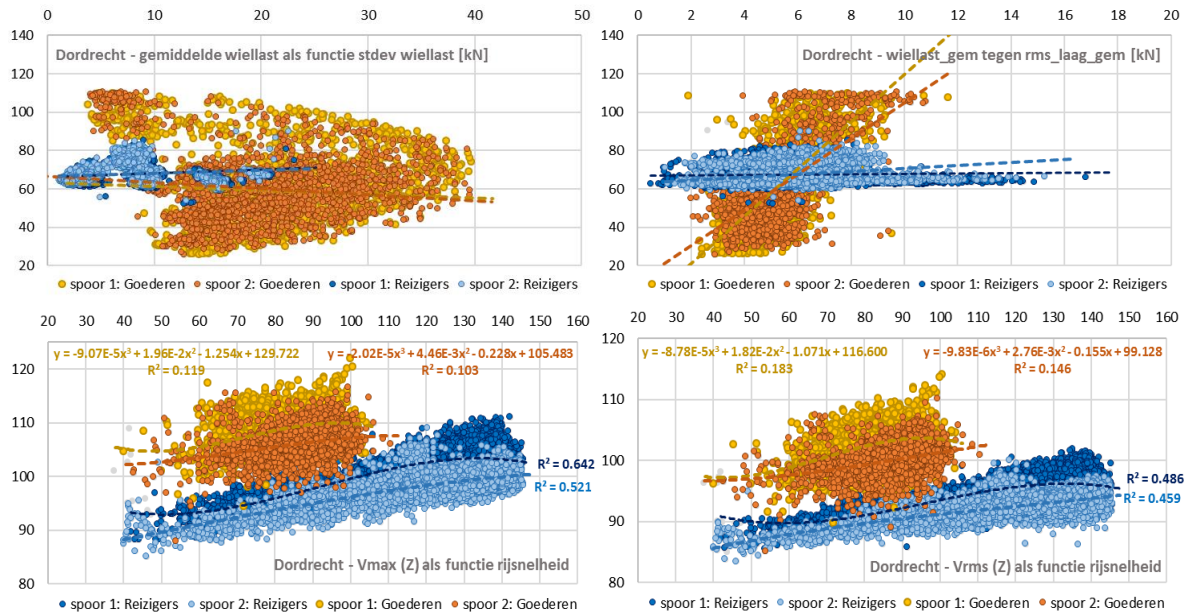 0 10 20 30 40 50
Dordrecht - gemiddelde wiellast als functie stdev wiellast [kN]
140
120
100
80
60
40
20
spoor 1: Goederen spoor 2: Goederen spoor 1: Reizigers spoor 2: Reizigers
0 2 4 6 8 10 12 14 16 18 20
Dordrecht - wiellast_gem tegen rms_laag_gem [kN]
140
120
100
80
60
40
20
spoor 1: Goederen spoor 2: Goederen spoor 1: Reizigers spoor 2: Reizigers
20 30 40 50 60 70 80 90 100 110 120 130 140 150 160
y = -9.07E-5x³ + 1.96E-2x² - 1.254x + 129.722
R² = 0.119
y = -2.02E-5x³ + 4.46E-3x² - 0.228x + 105.483
R² = 0.103
120
110
100
90
80
R² = 0.642
R² = 0.521
Dordrecht - Vmax (Z) als functie rijsnelheid
spoor 1: Reizigers spoor 2: Reizigers spoor 1: Goederen spoor 2: Goederen
20 30 40 50 60 70 80 90 100 110 120 130 140 150 160
y = -8.78E-5x³ + 1.82E-2x² - 1.071x + 116.600
R² = 0.183
y = -9.83E-6x³ + 2.76E-3x² - 0.155x + 99.128
R² = 0.146
120
110
100
90
80
R² = 0.486
R² = 0.459
Dordrecht - Vrms (Z) als functie rijsnelheid
spoor 1: Reizigers spoor 2: Reizigers spoor 1: Goederen spoor 2: Goederen